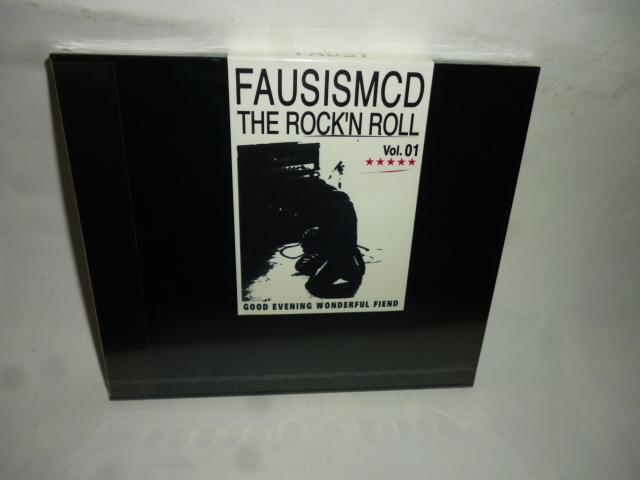 FAUSISMCD
THE ROCK'N ROLL
Vol. 01
★★★★★
GOOD EVENING WONDERFUL FIEND